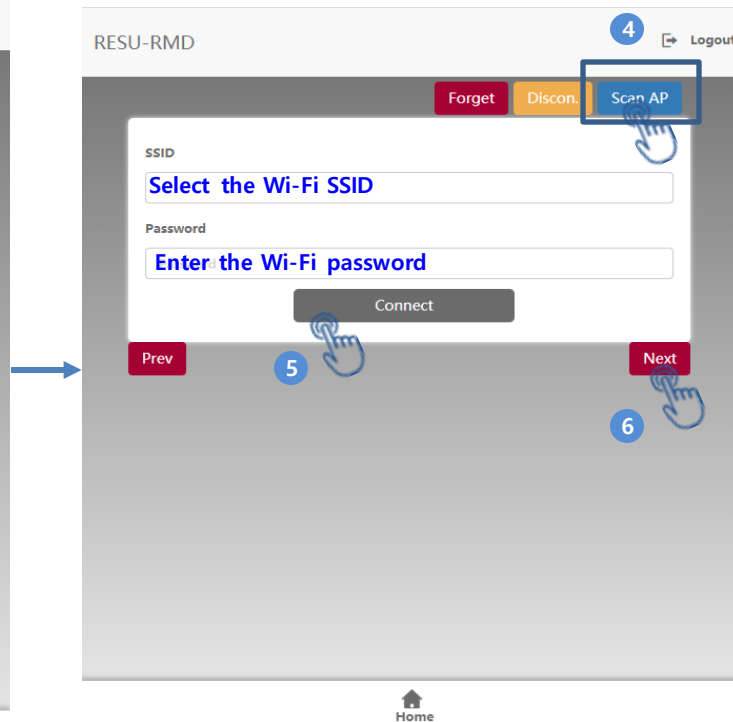 RESU-RMD
4
Logout
Forget
Discon.
Scan AP
SSID
Select the Wi-Fi SSID
Password
Enter the Wi-Fi password
Connect
Prev
5
Next
6
Home